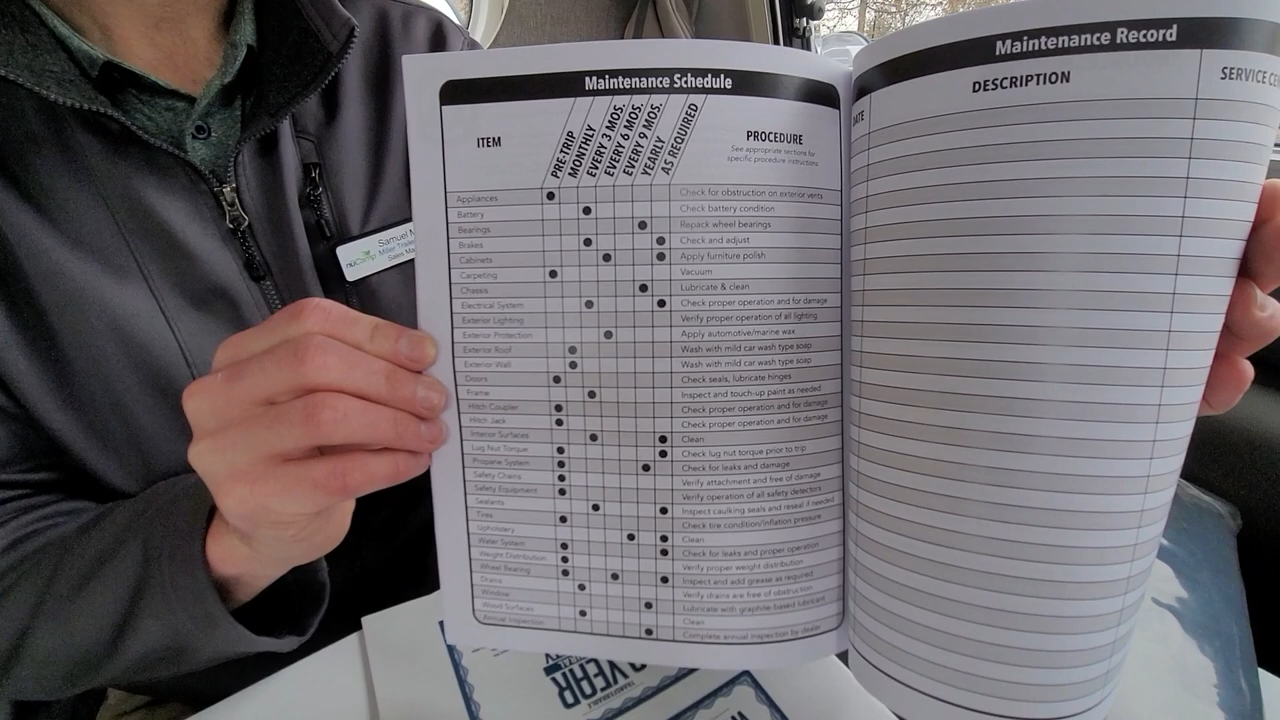 Maintenance Schedule
ITEM
PRE-TRIP
MONTHLY
EVERY 3 MOS.
EVERY 6 MOS.
EVERY 9 MOS.
YEARLY
AS REQUIRED
PROCEDURE
See appropriate sections for
specific procedure instructions.
Appliances Check for obstruction on exterior vents
Battery Check battery condition
Bearings Repack wheel bearings
Brakes Check and adjust
Cabinets Apply furniture polish
Carpeting Vacuum
Chassis Lubricate & clean
Electrical System Check proper operation and for damage
Exterior Lighting Verify proper operation of all lighting
Exterior Protection Apply automotive/marine wax
Exterior Roof Wash with mild car wash type soap
Exterior Wall Wash with mild car wash type soap
Doors Check seals, lubricate hinges
Frame Inspect and touch-up paint as needed
Hitch Coupler Check proper operation and for damage
Hitch Jack Check proper operation and for damage
Interior Surfaces Clean
Lug Nut Torque Check lug nut torque prior to trip
Propane System Check for leaks and damage
Safety Chains Verify attachment and free of damage
Safety Equipment Verify operation of all safety detectors
Sealants Inspect caulking seals and reseal if needed
Tires Check tire condition/inflation pressure
Upholstery Clean
Water System Check for leaks and proper operation
Weight Distribution Verify proper weight distribution
Wheel Bearing Inspect and add grease as required
Drains Verify drains are free of obstruction
Window Lubricate with graphite-based lubricant
Wood Surfaces Clean
Annual Inspection Complete annual inspection by dealer
Maintenance Record
DATE
DESCRIPTION
SERVICE CE
Samuel M
nuCamp
Miller Traile
Sales Ma
YEAR
TRANSFERABLE